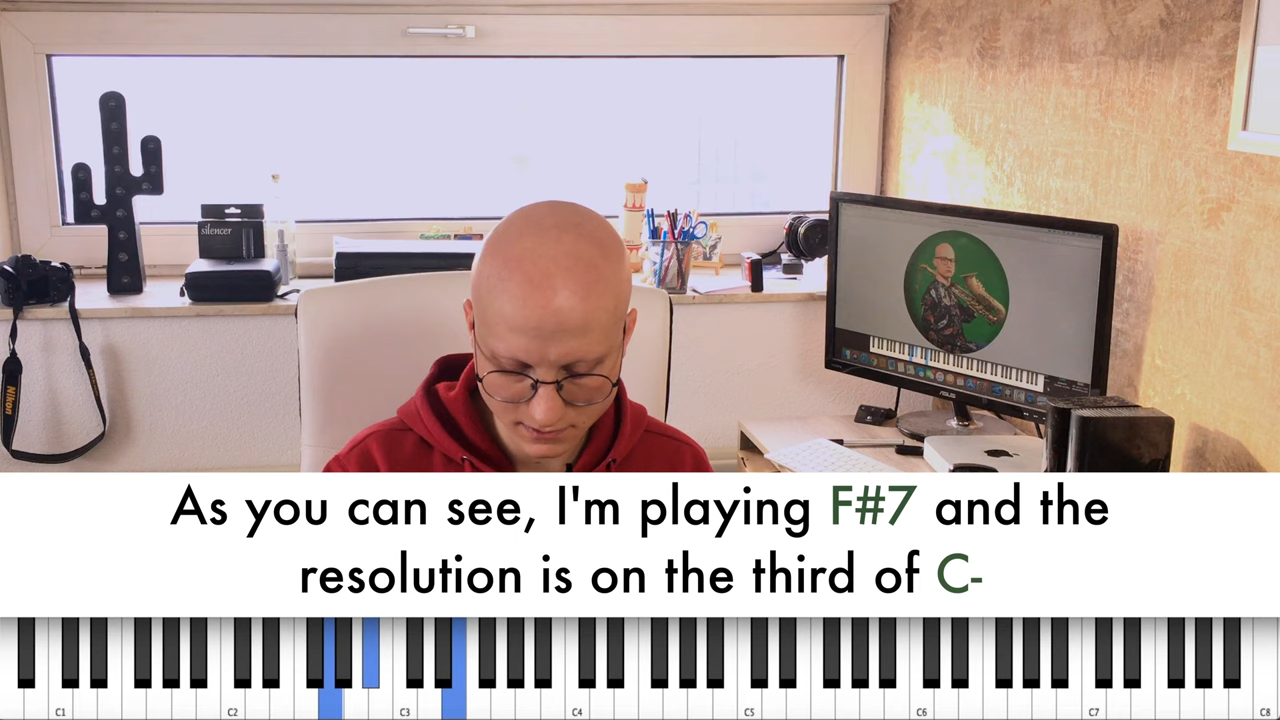 silencer
Nikon
ASUS
As you can see, I'm playing F#7 and the
resolution is on the third of C-
C1 C2 C3 C4 C5 C6 C7 C8